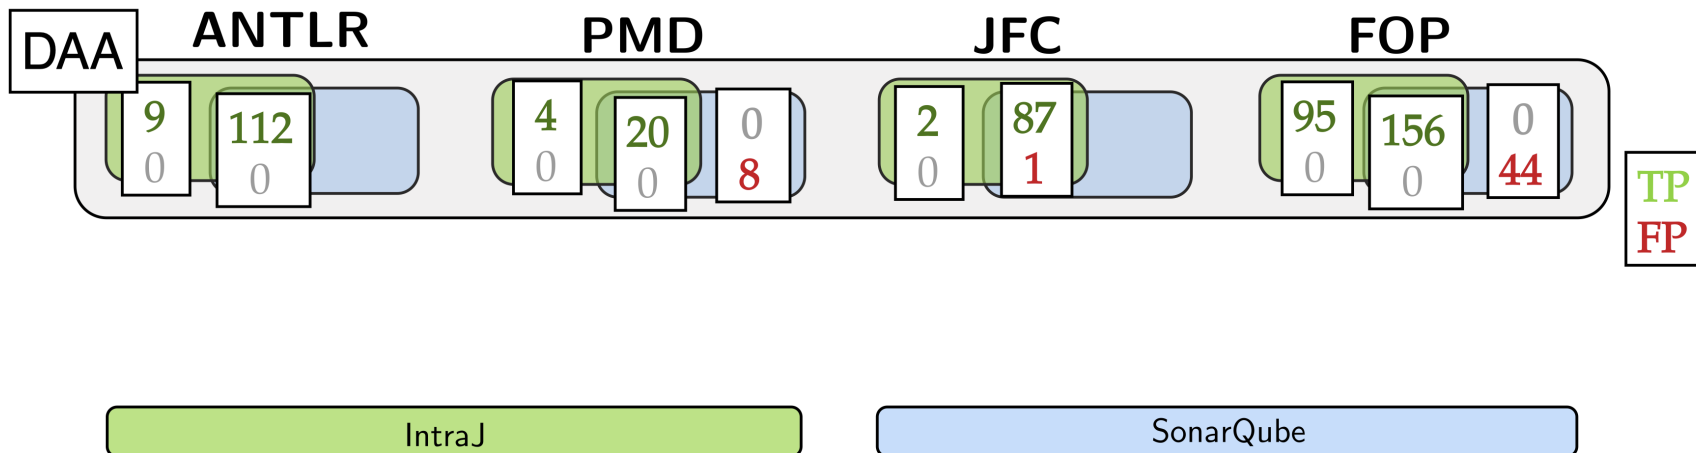 DAA
ANTLR PMD JFC FOP
9 112 4 20 0 2 87 95 156 0
0 0 0 0 8 0 1 0 0 44
TP
FP
IntraJ SonarQube